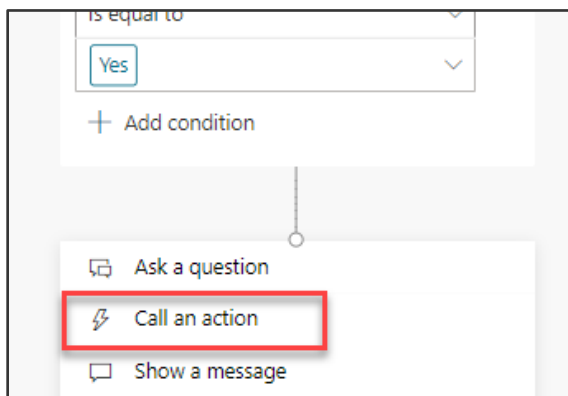 is equal to
Yes
Add condition
Ask a question
Call an action
Show a message